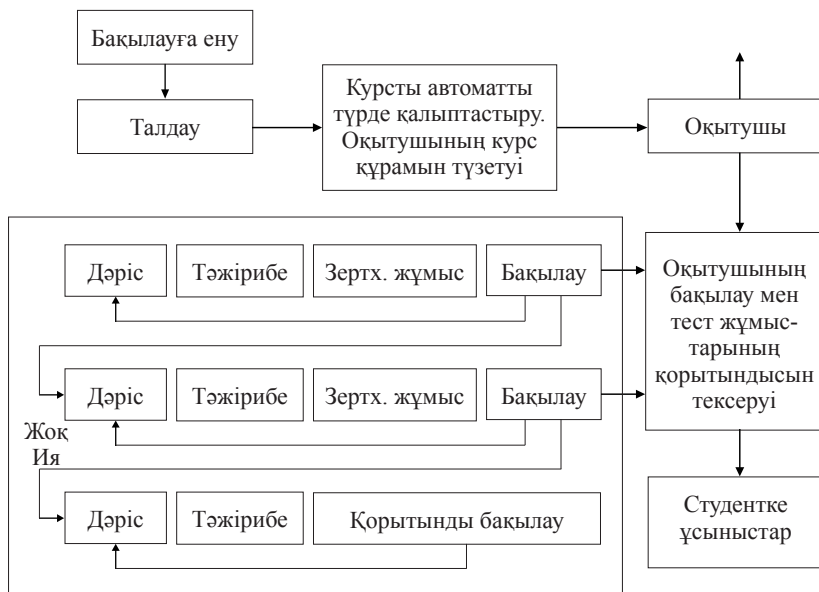 Бақылауға ену
Талдау
Курсты автоматты
түрде қалыптастыру.
Оқытушының курс
құрамын түзетуі
Оқытушы
Дәріс
Тәжірибе
Зертх. жұмыс
Бақылау
Оқытушының
бақылау мен
тест жұмыс-
тарының
қорытындысын
тексеруі
Дәріс
Тәжірибе
Зертх. жұмыс
Бақылау
Жоқ
Ия
Дәріс
Тәжірибе
Қорытынды бақылау
Студентке
ұсыныстар